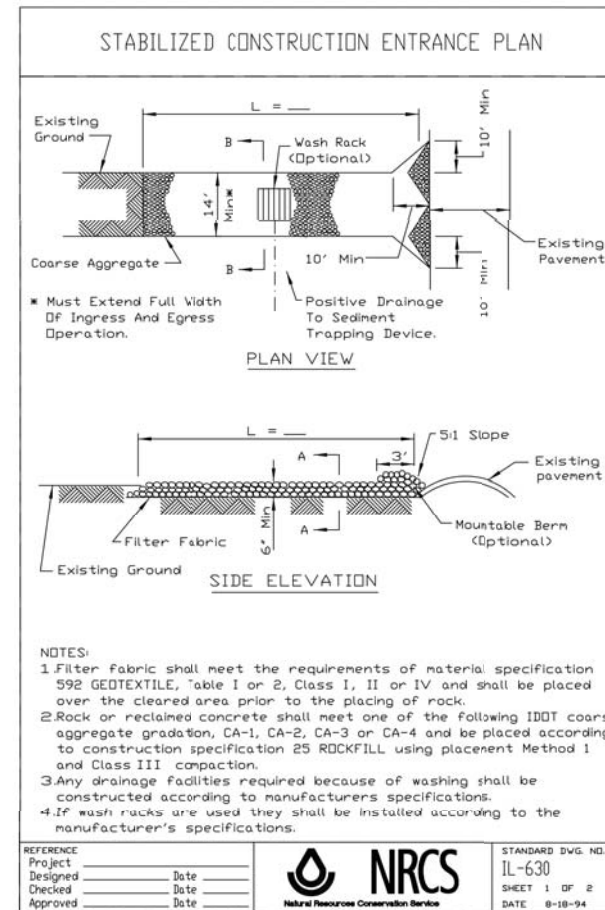 STABILIZED CONSTRUCTION ENTRANCE PLAN
L = ___
Existing
Ground
B
Wash Rack
(Optional)
10' Min
14'
Min*
Coarse Aggregate
B
10' Min
Existing
Pavement
10' Min
* Must Extend Full Width
Of Ingress And Egress
Operation.
Positive Drainage
To Sediment
Trapping Device.
PLAN VIEW
L = ___
A
3'
5:1 Slope
Existing
pavement
6" Min
A
Filter Fabric
Mountable Berm
(Optional)
Existing Ground
SIDE ELEVATION
NOTES:
1.Filter fabric shall meet the requirements of material specification
592 GEOTEXTILE, Table I or 2, Class I, II or IV and shall be placed
over the cleared area prior to the placing of rock.
2.Rock or reclaimed concrete shall meet one of the following IDOT coars
aggregate gradation, CA-1, CA-2, CA-3 or CA-4 and be placed according
to construction specification 25 ROCKFILL using placement Method 1
and Class III compaction.
3.Any drainage facilities required because of washing shall be
constructed according to manufacturers specifications.
4.If wash racks are used they shall be installed according to the
manufacturer's specifications.
REFERENCE
Project
Designed Date
Checked Date
Approved Date
NRCS
Natural Resources Conservation Service
STANDARD DWG. NO.
IL-630
SHEET 1 OF 2
DATE 8-18-94